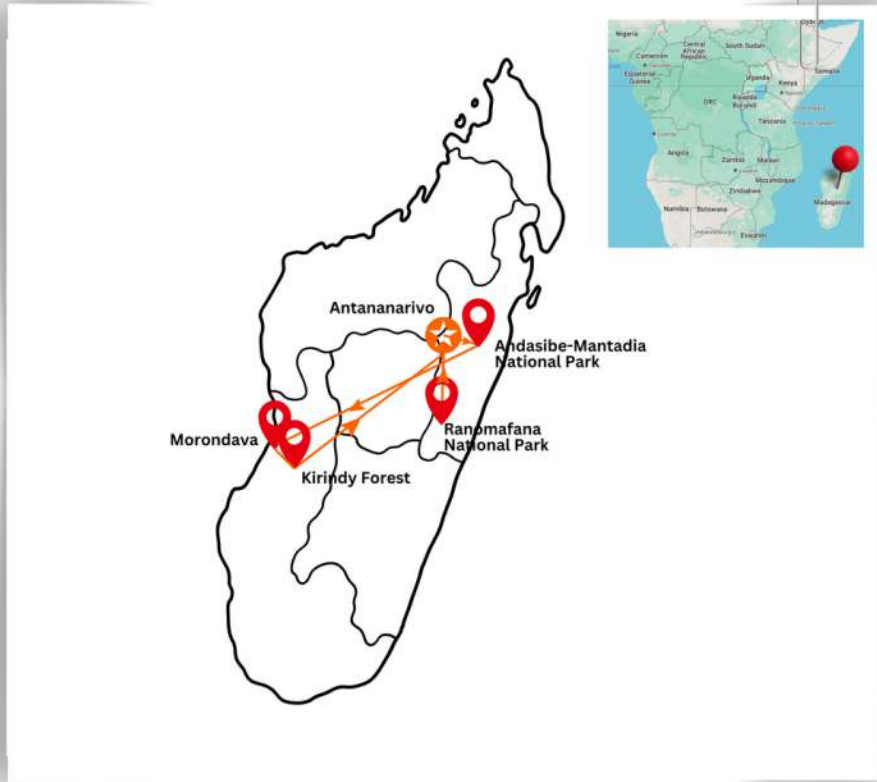 Nigeria
Cameroon
Central
African
Republic
South Sudan
Equatorial
Guinea
Uganda
Kenya
Somalia
DRC
Rwanda
Burundi
Tanzania
Angola
Zambia
Malawi
Mozambique
Zimbabwe
Madagascar
Namibia
Botswana
Eswatini
Antananarivo
Andasibe-Mantadia
National Park
Ranomafana
National Park
Morondava
Kirindy Forest